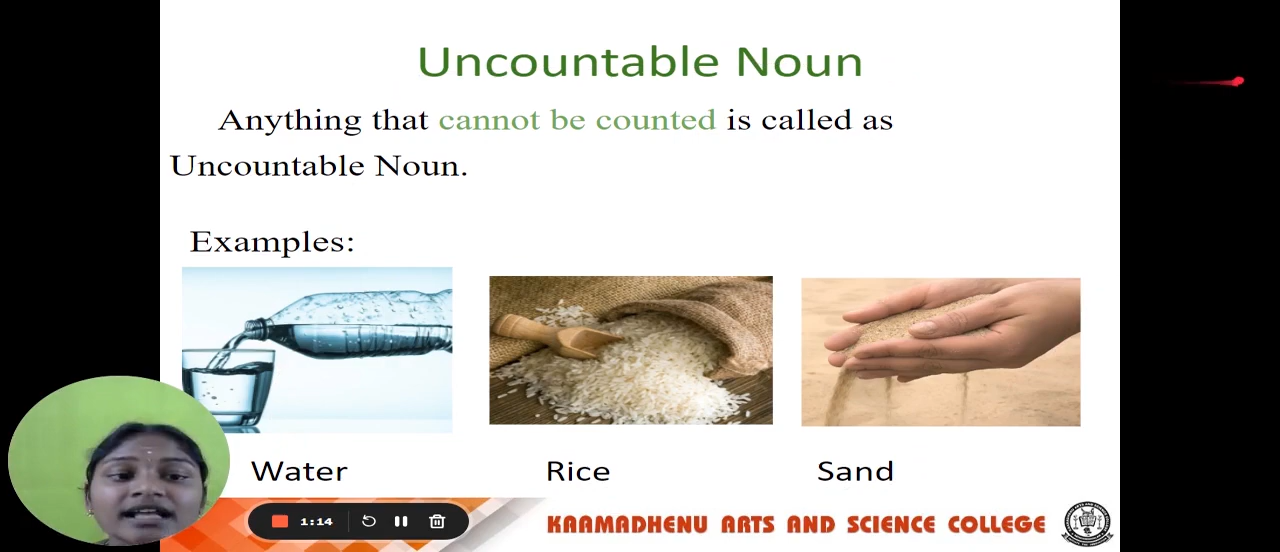 Uncountable Noun
Anything that cannot be counted is called as
Uncountable Noun.
Examples:
Water Rice Sand
1:14
KAAMADHENU ARTS AND SCIENCE COLLEGE